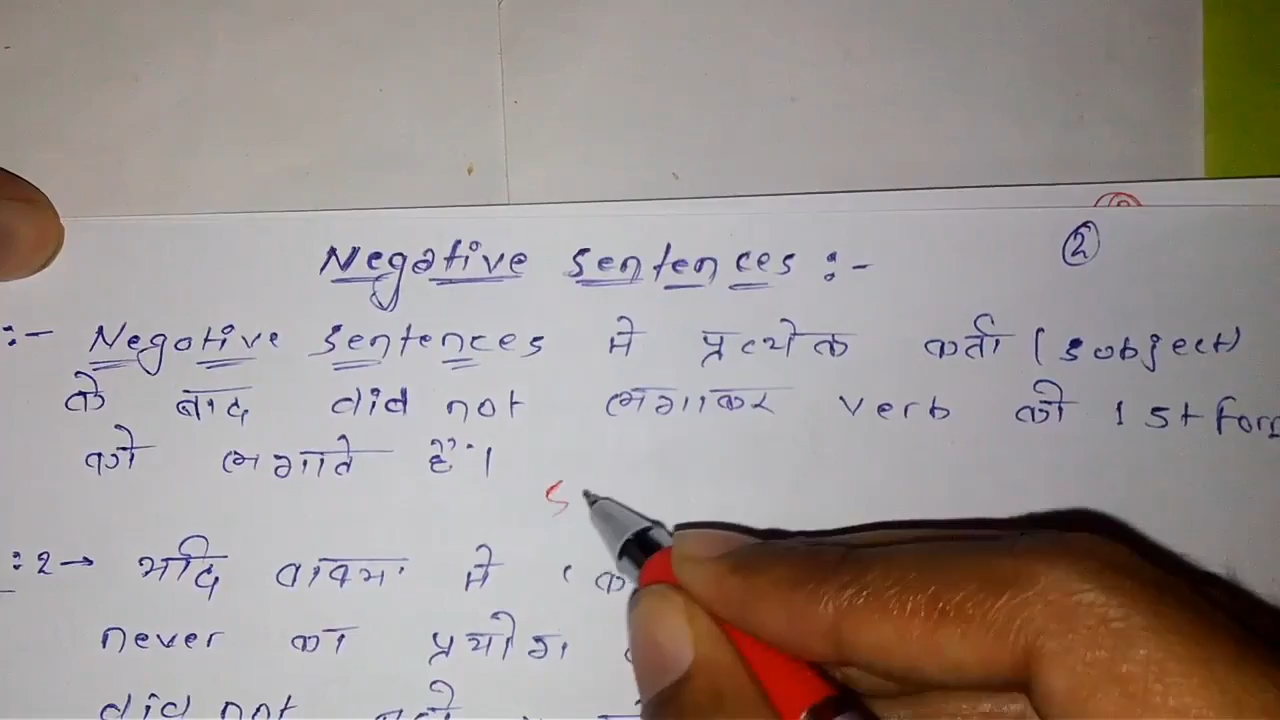 Negative sentences :-
②
:- Negative sentences में प्रत्येक कर्ता (subject)
के बाद did not लगाकर verb की 1st form
को लगाते हैं।
S
:2→ यदि वाक्य में
never का प्रयोग
did not